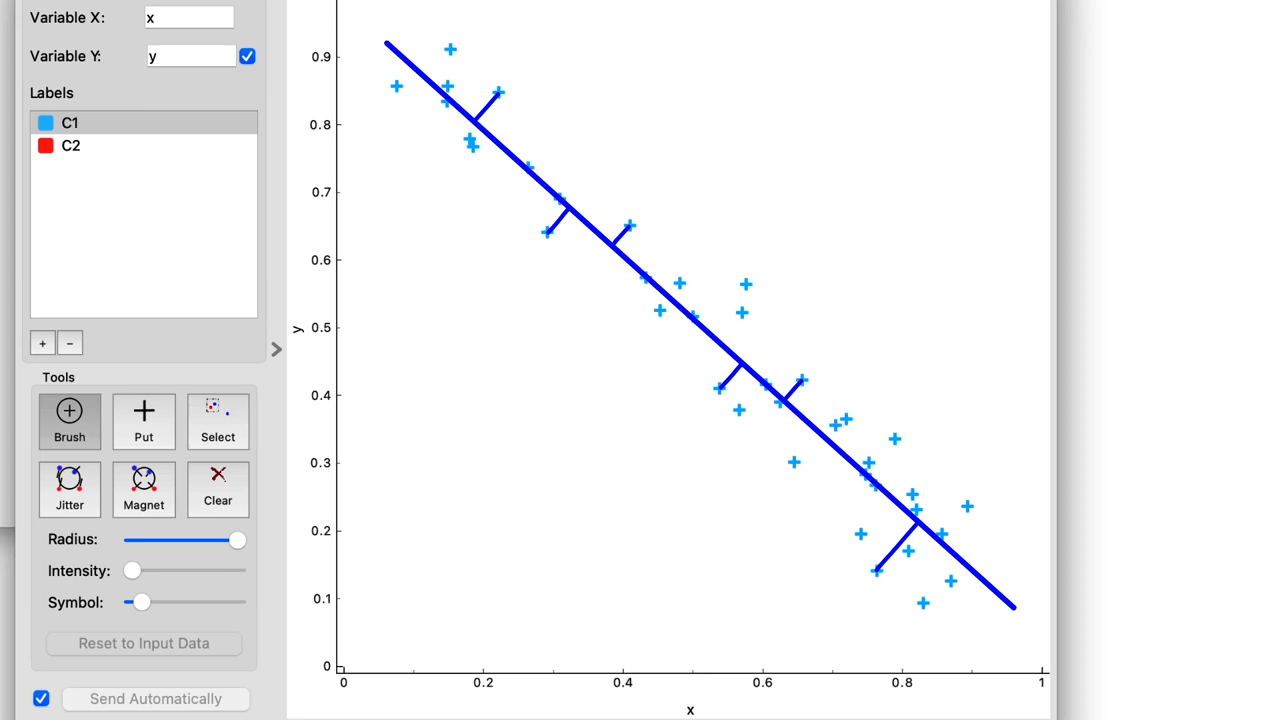 Variable X: x
Variable Y: y
Labels
C1
C2
+ −
Tools
Brush Put Select
Jitter Magnet Clear
Radius:
Intensity:
Symbol:
Reset to Input Data
Send Automatically
y
0.9
0.8
0.7
0.6
0.5
0.4
0.3
0.2
0.1
0
0 0.2 0.4 0.6 0.8 1
x